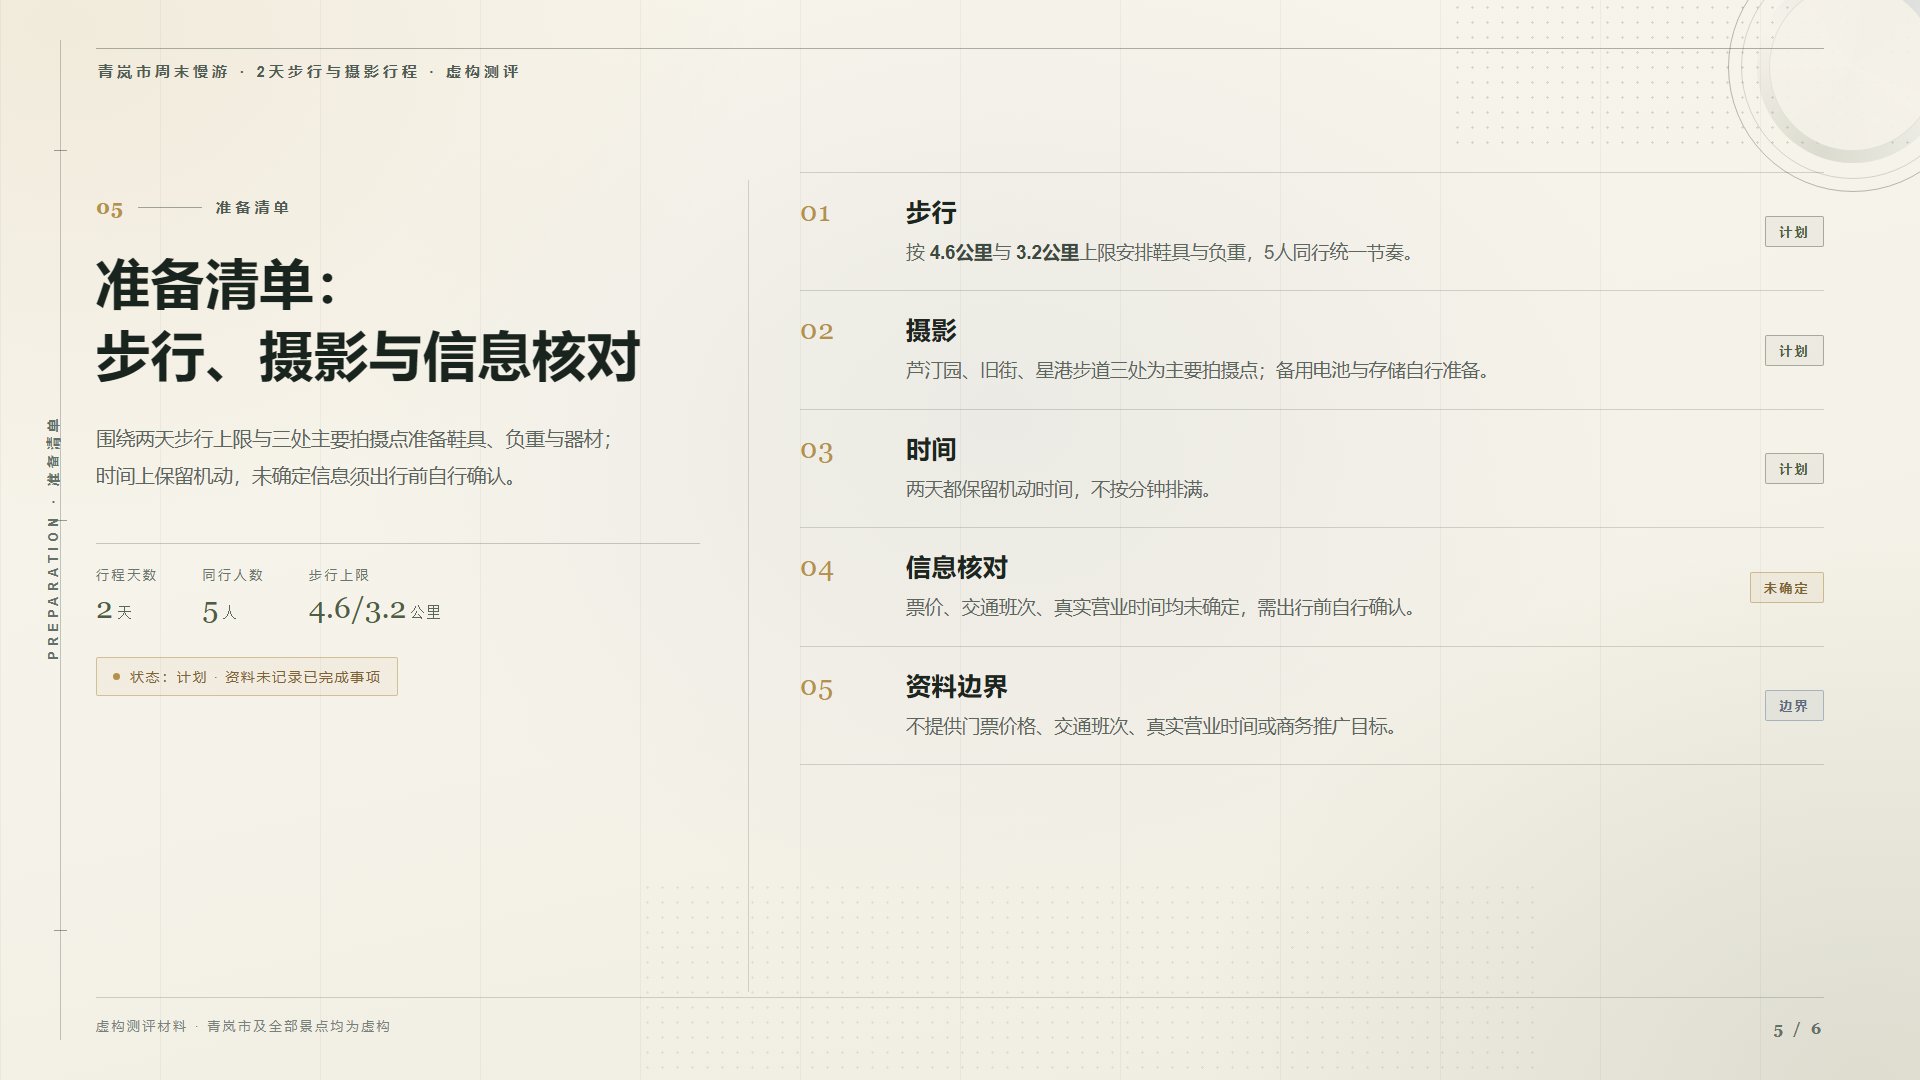 青岚市周末慢游 · 2天步行与摄影行程 · 虚构测评
PREPARATION · 准备清单
05 准备清单
准备清单：
步行、摄影与信息核对
围绕两天步行上限与三处主要拍摄点准备鞋具、负重与器材；
时间上保留机动，未确定信息须出行前自行确认。
行程天数 同行人数 步行上限
2 天 5 人 4.6/3.2 公里
状态：计划 · 资料未记录已完成事项
01 步行
按 4.6公里与 3.2公里上限安排鞋具与负重，5人同行统一节奏。
计划
02 摄影
芦汀园、旧街、星港步道三处为主要拍摄点；备用电池与存储自行准备。
计划
03 时间
两天都保留机动时间，不按分钟排满。
计划
04 信息核对
票价、交通班次、真实营业时间均未确定，需出行前自行确认。
未确定
05 资料边界
不提供门票价格、交通班次、真实营业时间或商务推广目标。
边界
虚构测评材料 · 青岚市及全部景点均为虚构
5 / 6